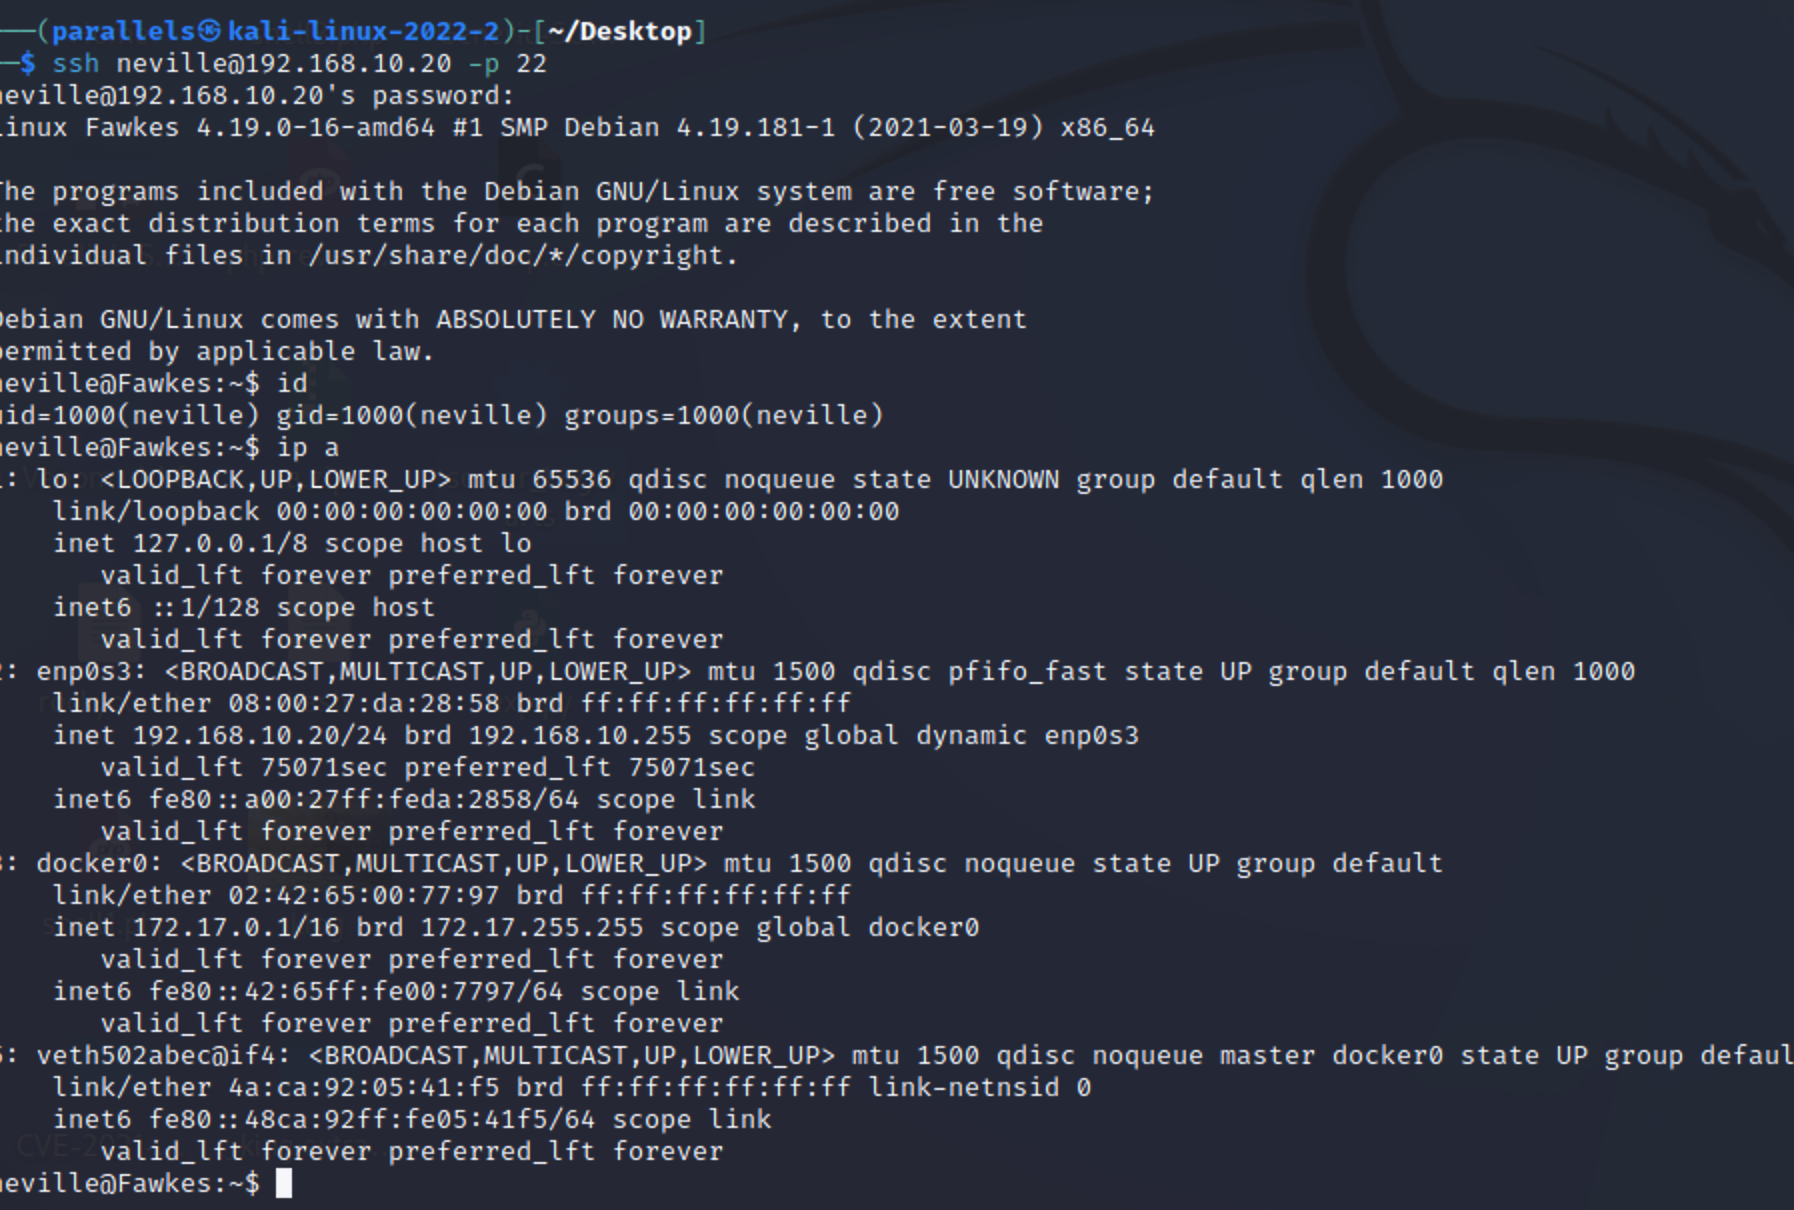 ──(parallels㉿kali-linux-2022-2)-[~/Desktop]
─$ ssh neville@192.168.10.20 -p 22
neville@192.168.10.20's password:
Linux Fawkes 4.19.0-16-amd64 #1 SMP Debian 4.19.181-1 (2021-03-19) x86_64

The programs included with the Debian GNU/Linux system are free software;
the exact distribution terms for each program are described in the
individual files in /usr/share/doc/*/copyright.

Debian GNU/Linux comes with ABSOLUTELY NO WARRANTY, to the extent
permitted by applicable law.
neville@Fawkes:~$ id
uid=1000(neville) gid=1000(neville) groups=1000(neville)
neville@Fawkes:~$ ip a
1: lo: <LOOPBACK,UP,LOWER_UP> mtu 65536 qdisc noqueue state UNKNOWN group default qlen 1000
    link/loopback 00:00:00:00:00:00 brd 00:00:00:00:00:00
    inet 127.0.0.1/8 scope host lo
       valid_lft forever preferred_lft forever
    inet6 ::1/128 scope host
       valid_lft forever preferred_lft forever
2: enp0s3: <BROADCAST,MULTICAST,UP,LOWER_UP> mtu 1500 qdisc pfifo_fast state UP group default qlen 1000
    link/ether 08:00:27:da:28:58 brd ff:ff:ff:ff:ff:ff
    inet 192.168.10.20/24 brd 192.168.10.255 scope global dynamic enp0s3
       valid_lft 75071sec preferred_lft 75071sec
    inet6 fe80::a00:27ff:feda:2858/64 scope link
       valid_lft forever preferred_lft forever
3: docker0: <BROADCAST,MULTICAST,UP,LOWER_UP> mtu 1500 qdisc noqueue state UP group default
    link/ether 02:42:65:00:77:97 brd ff:ff:ff:ff:ff:ff
    inet 172.17.0.1/16 brd 172.17.255.255 scope global docker0
       valid_lft forever preferred_lft forever
    inet6 fe80::42:65ff:fe00:7797/64 scope link
       valid_lft forever preferred_lft forever
5: veth502abec@if4: <BROADCAST,MULTICAST,UP,LOWER_UP> mtu 1500 qdisc noqueue master docker0 state UP group defaul
    link/ether 4a:ca:92:05:41:f5 brd ff:ff:ff:ff:ff:ff link-netnsid 0
    inet6 fe80::48ca:92ff:fe05:41f5/64 scope link
       valid_lft forever preferred_lft forever
neville@Fawkes:~$